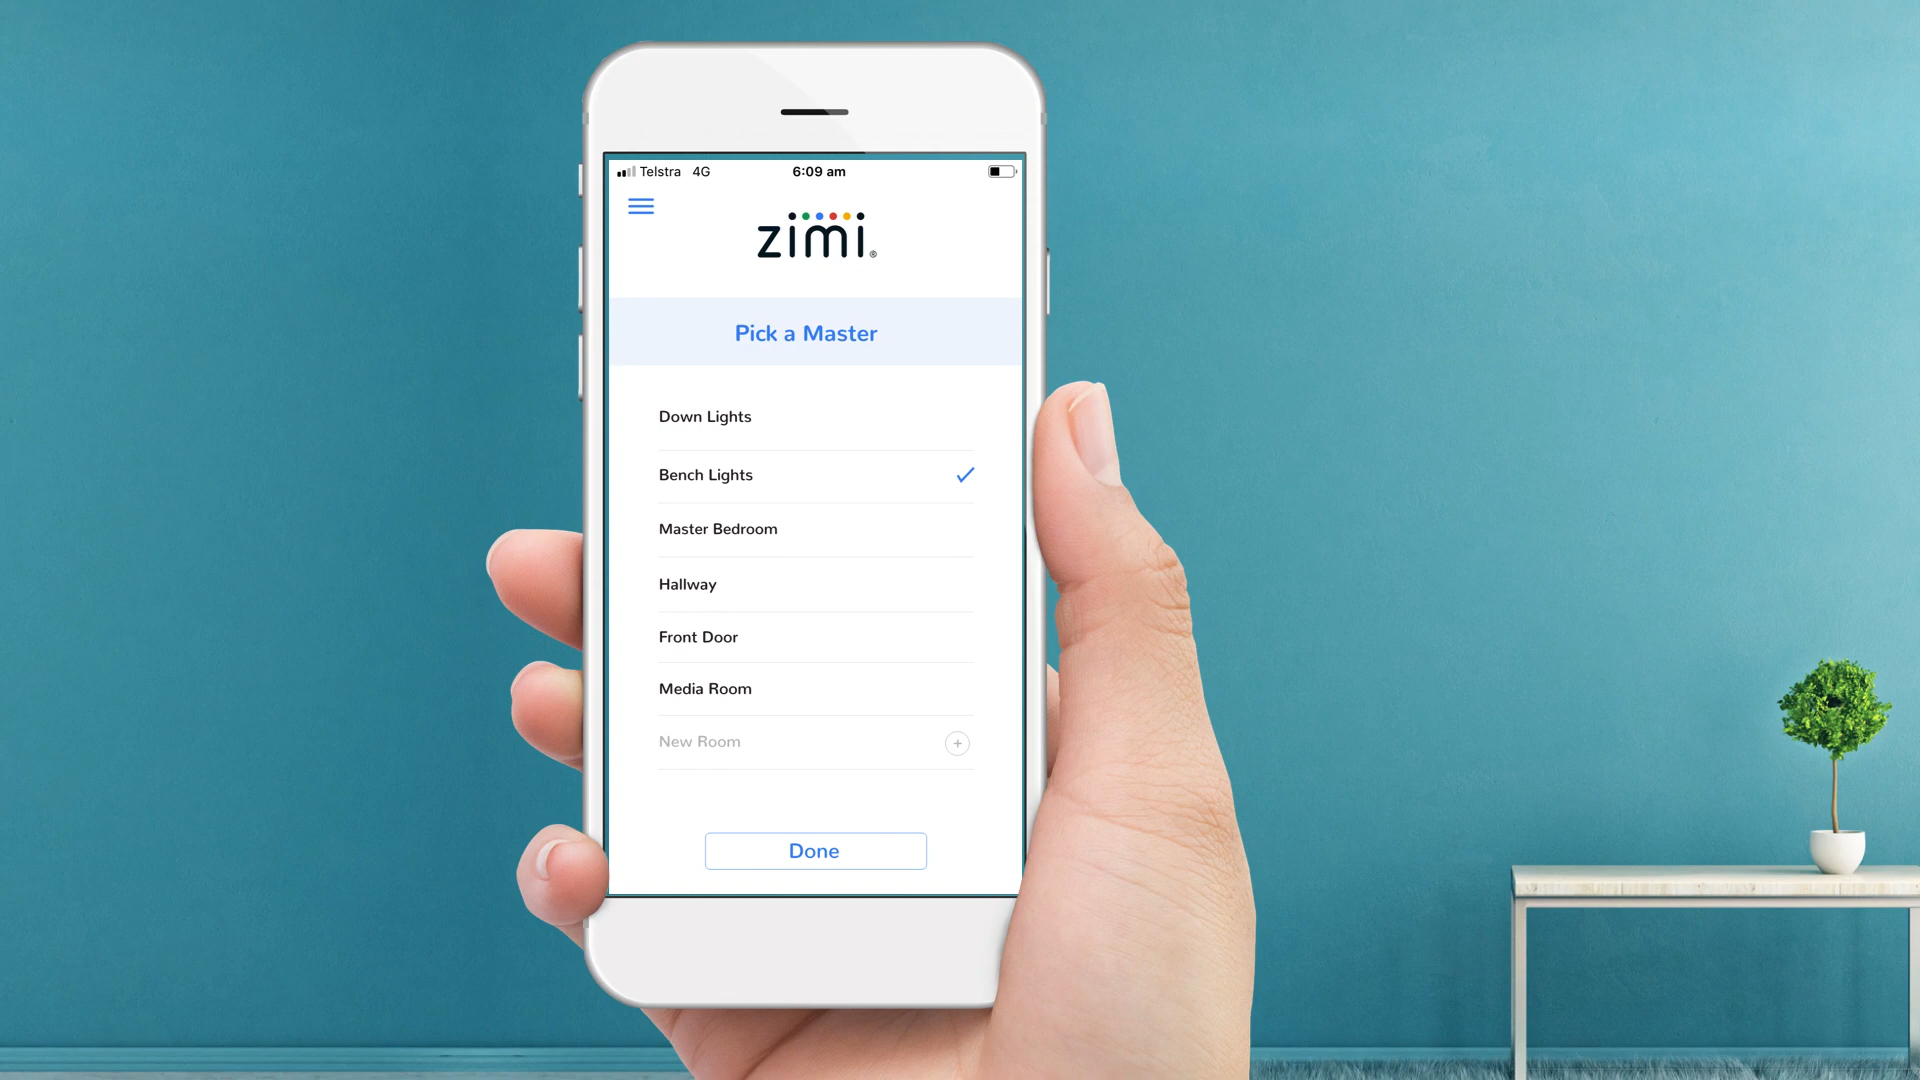 Telstra 4G 6:09 am
zimi®
Pick a Master
Down Lights
Bench Lights
Master Bedroom
Hallway
Front Door
Media Room
New Room
Done